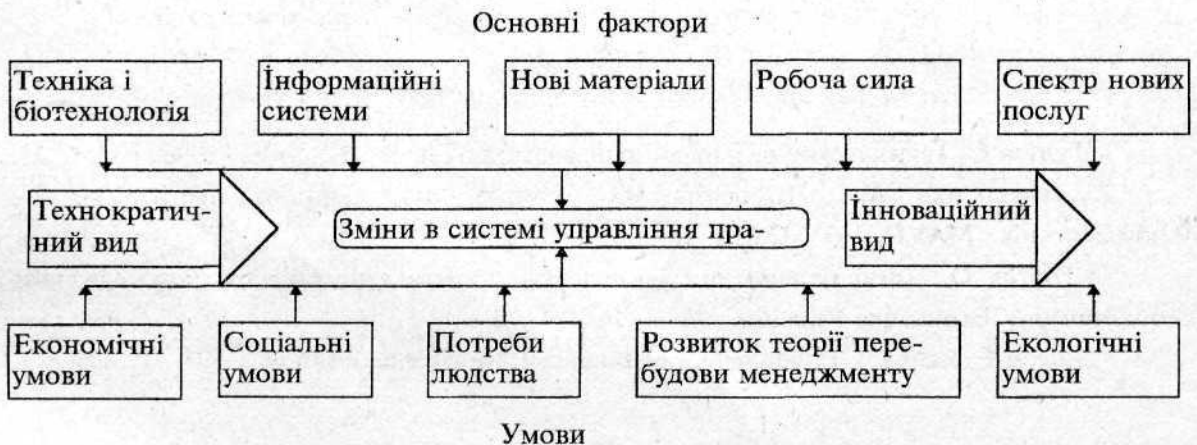 Основні фактори
Техніка і
біотехнологія
Інформаційні
системи
Нові матеріали
Робоча сила
Спектр нових
послуг
Технократич-
ний вид
Зміни в системі управління пра-
Інноваційний
вид
Економічні
умови
Соціальні
умови
Потреби
людства
Розвиток теорії пере-
будови менеджменту
Екологічні
умови
Умови